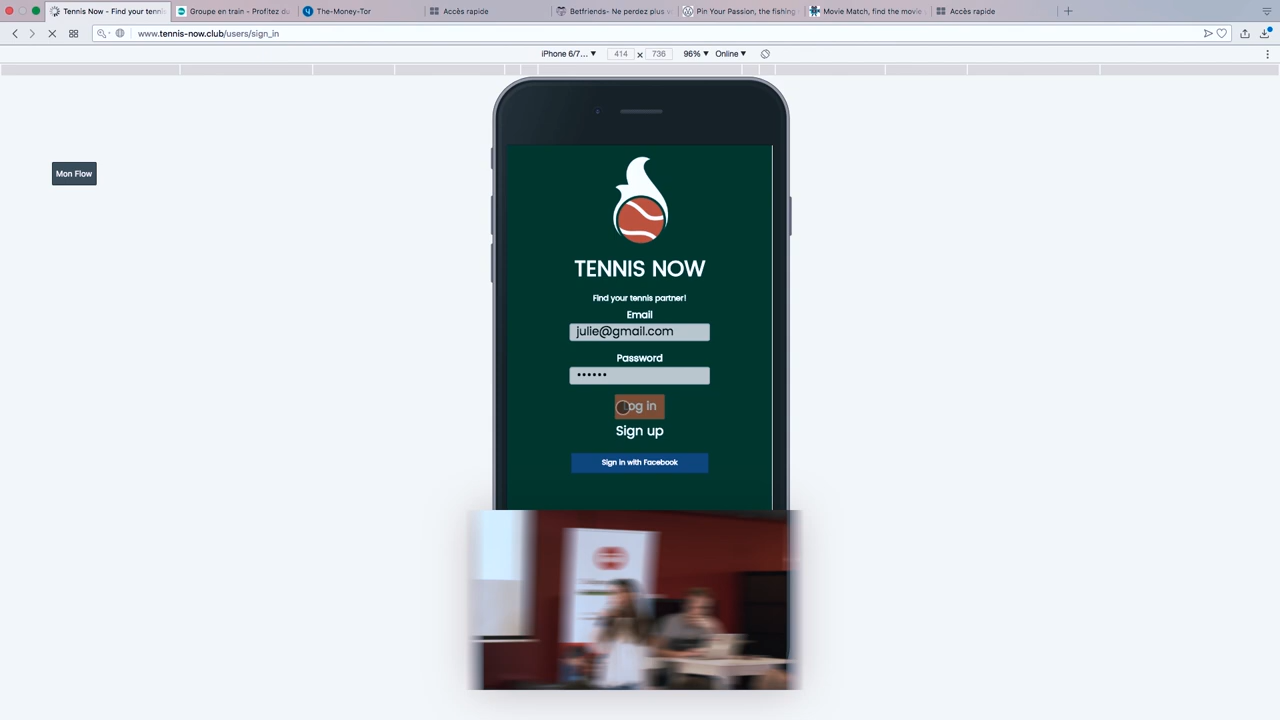 Tennis Now - Find your tennis
Groupe en train - Profitez du
The-Money-Tor
Accès rapide
Betfriends- Ne perdez plus v
Pin Your Passion, the fishing
Movie Match, find the movie
Accès rapide
www.tennis-now.club/users/sign_in
iPhone 6/7... ▼ 414 x 736 96% ▼ Online ▼
Mon Flow
TENNIS NOW
Find your tennis partner!
Email
julie@gmail.com
Password
••••••
Log in
Sign up
Sign in with Facebook